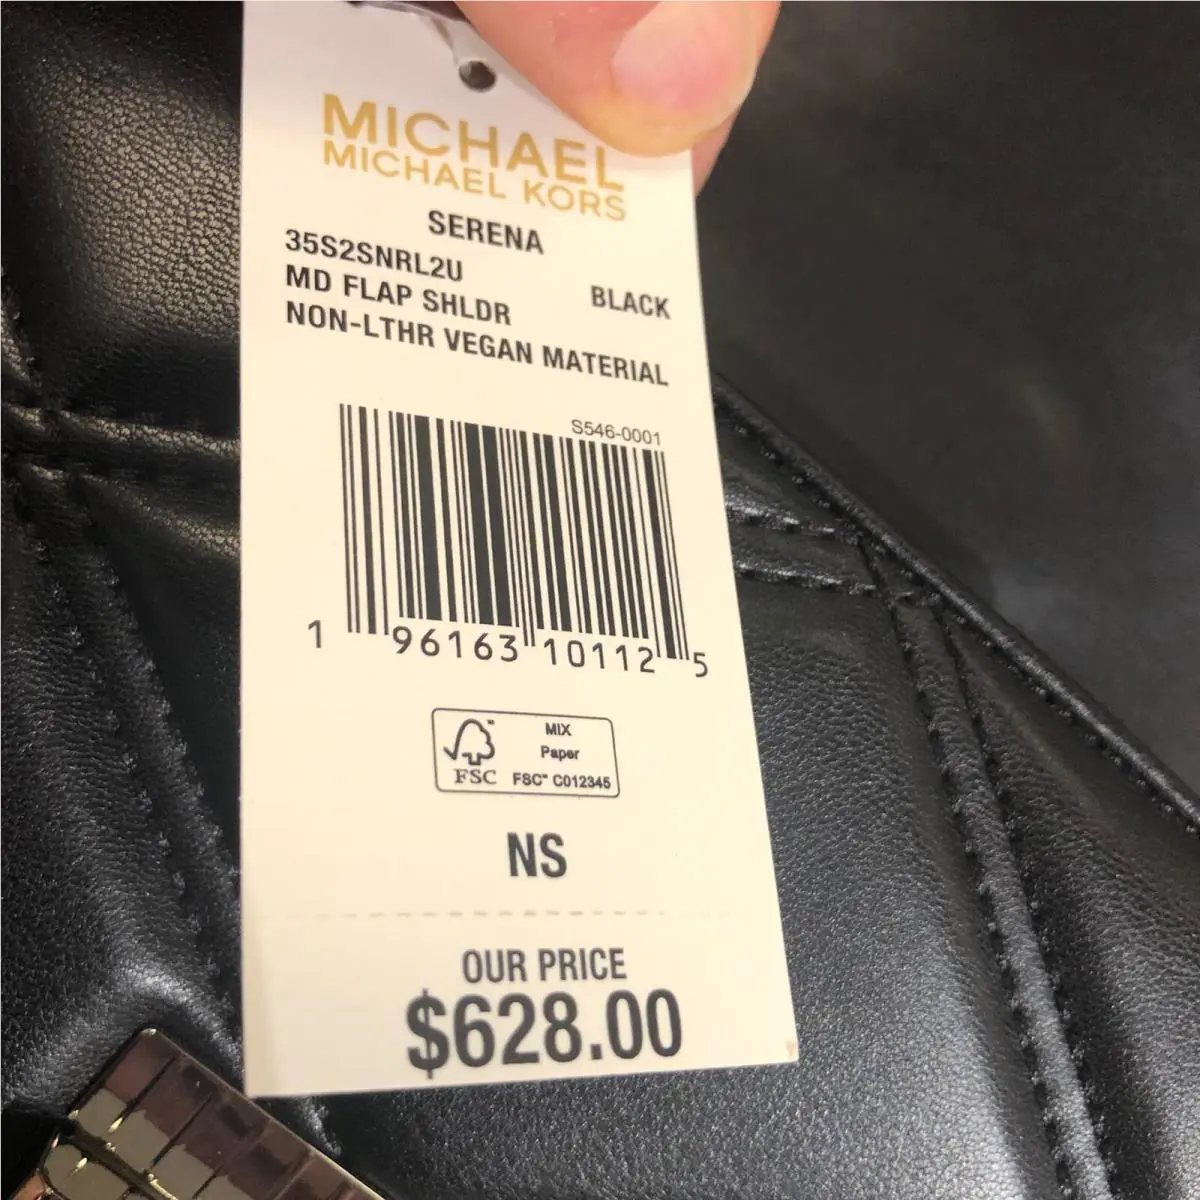 MICHAEL
MICHAEL KORS
SERENA
35S2SNRL2U
MD FLAP SHLDR BLACK
NON-LTHR VEGAN MATERIAL
S546-0001
1 96163 10112 5
FSC
MIX
Paper
FSC™ C012345
NS
OUR PRICE
$628.00